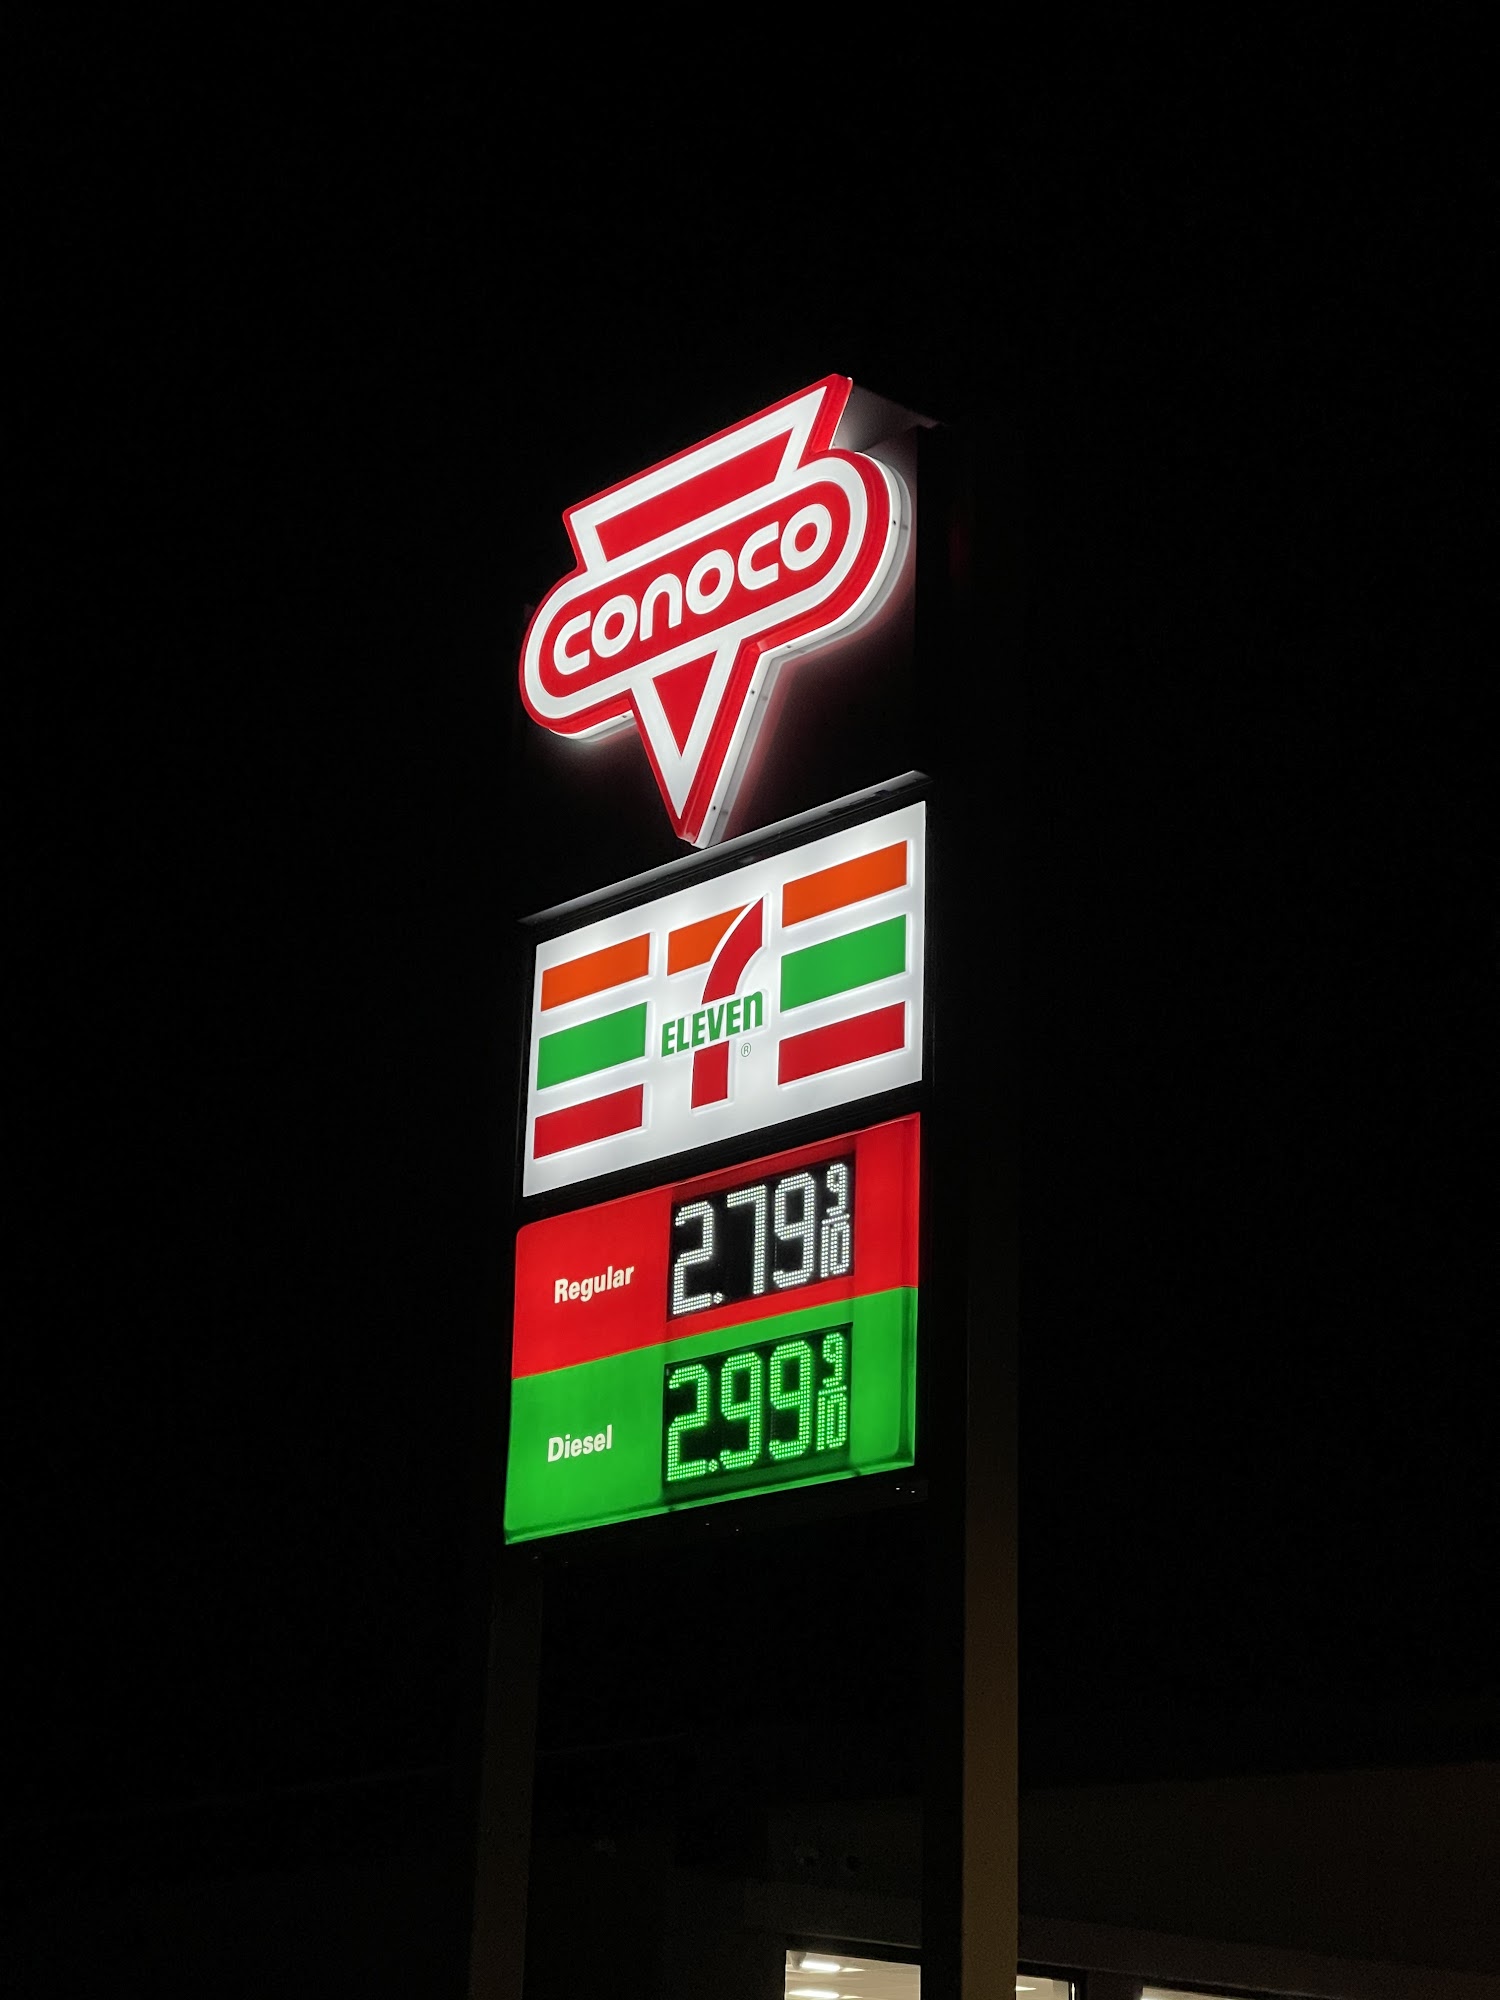 conoco
7
ELEVEn
®
Regular 2.79 9/10
Diesel 2.99 9/10